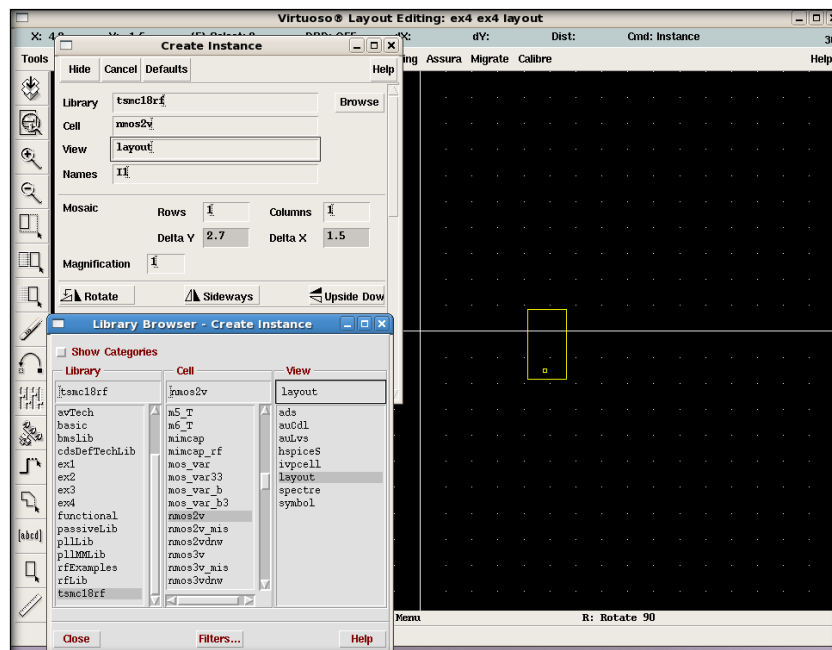 Virtuoso® Layout Editing: ex4 ex4 layout
dX: dY: Dist: Cmd: Instance
Tools
Assura Migrate Calibre Help
Create Instance
Hide Cancel Defaults Help
Library tsmc18rf Browse
Cell nmos2v
View layout
Names I1
Mosaic Rows 1 Columns 1
Delta Y 2.7 Delta X 1.5
Magnification 1
Rotate Sideways Upside Dow
Library Browser - Create Instance
Show Categories
Library Cell View
tsmc18rf nmos2v layout
avTech m5_T ads
basic m6_T auCdl
bmslib mimcap auLvs
cdsDefTechLib mimcap_rf hspiceS
ex1 mos_var ivpcell
ex2 mos_var33 layout
ex3 mos_var_b spectre
ex4 mos_var_b3 symbol
functional nmos2v
passiveLib nmos2v_mis
pllLib nmos2vdnw
pllMMLib nmos3v
rfExamples nmos3v_mis
rfLib nmos3vdnw
tsmc18rf
[abcd]
Close Filters... Help
Menu R: Rotate 90